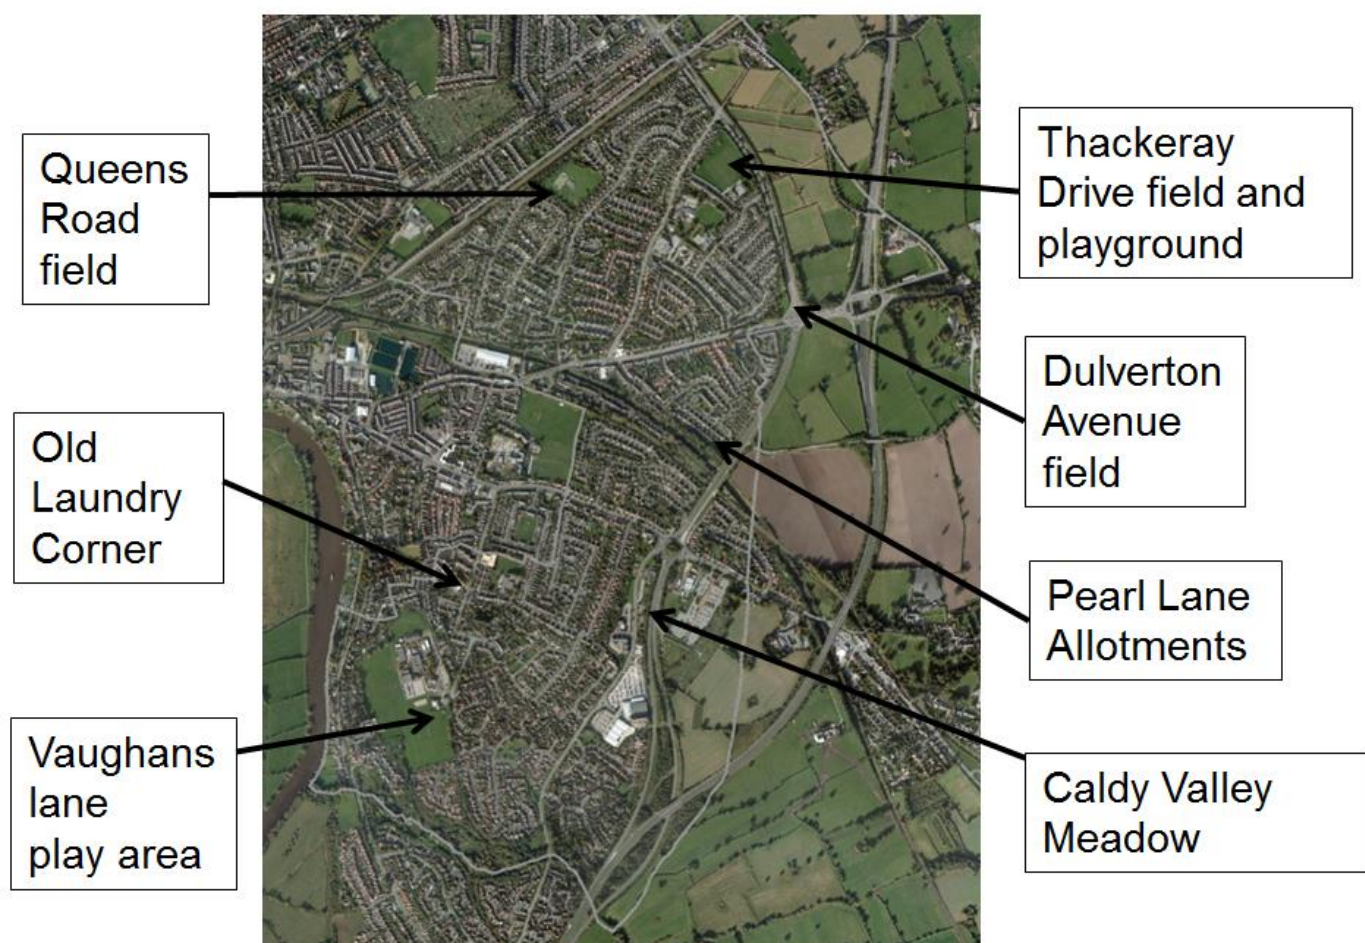 Queens
Road
field
Old
Laundry
Corner
Vaughans
lane
play area
Thackeray
Drive field and
playground
Dulverton
Avenue
field
Pearl Lane
Allotments
Caldy Valley
Meadow